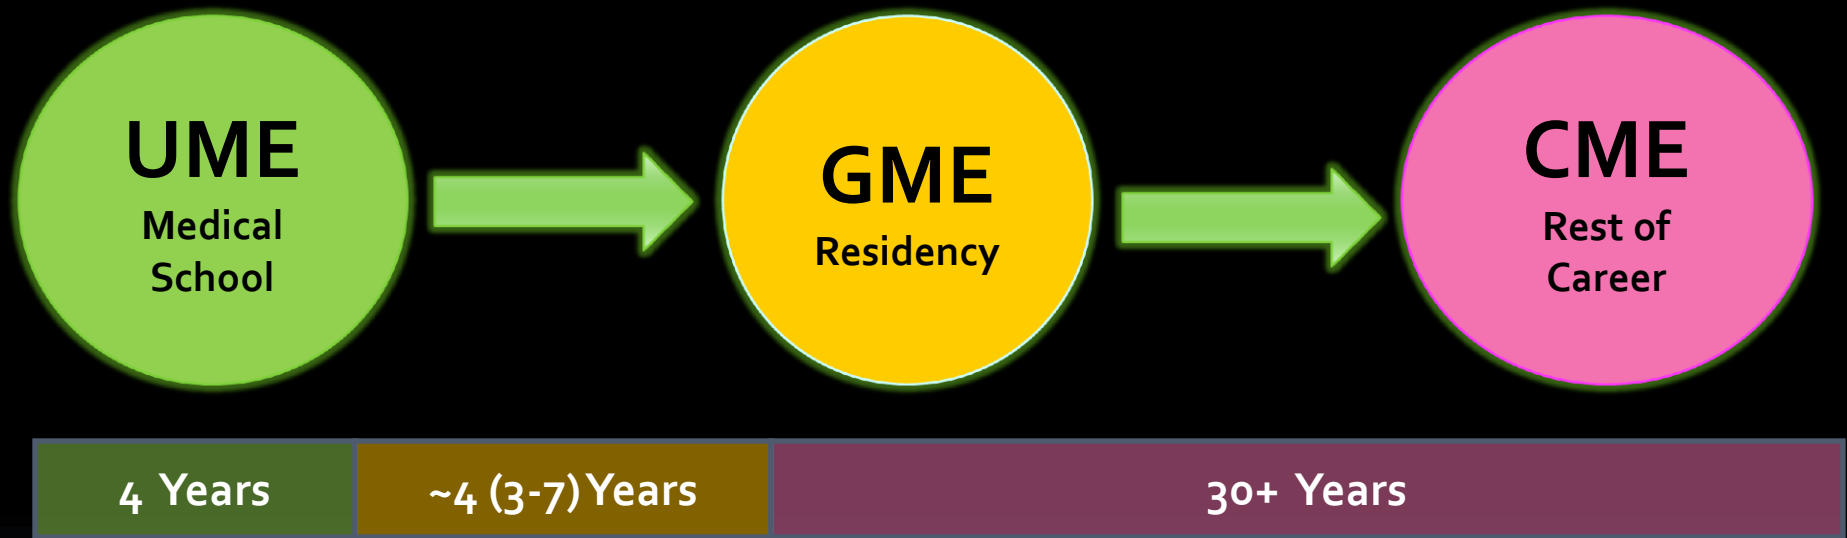 UME
Medical
School
GME
Residency
CME
Rest of
Career
4 Years
~4 (3-7) Years
30+ Years